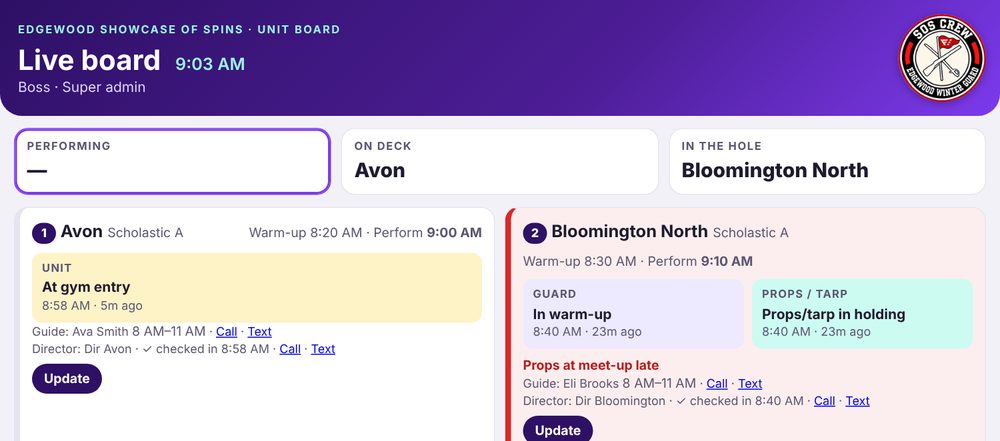 EDGEWOOD SHOWCASE OF SPINS · UNIT BOARD
Live board 9:03 AM
Boss · Super admin
SOS CREW
EDGEWOOD WINTER GUARD
PERFORMING
—
ON DECK
Avon
IN THE HOLE
Bloomington North
1 Avon Scholastic A Warm-up 8:20 AM · Perform 9:00 AM
UNIT
At gym entry
8:58 AM · 5m ago
Guide: Ava Smith 8 AM–11 AM · Call · Text
Director: Dir Avon · ✓ checked in 8:58 AM · Call · Text
Update
2 Bloomington North Scholastic A
Warm-up 8:30 AM · Perform 9:10 AM
GUARD
In warm-up
8:40 AM · 23m ago
PROPS / TARP
Props/tarp in holding
8:40 AM · 23m ago
Props at meet-up late
Guide: Eli Brooks 8 AM–11 AM · Call · Text
Director: Dir Bloomington · ✓ checked in 8:40 AM · Call · Text
Update